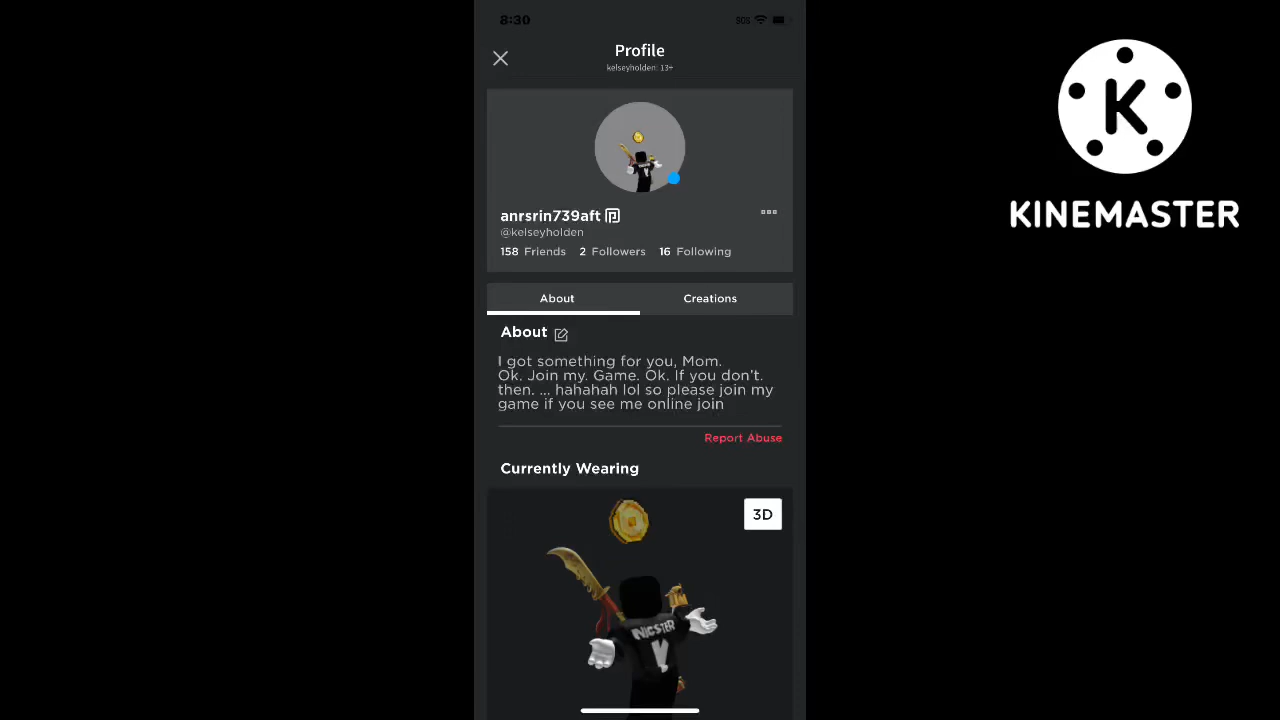 8:30
SOS
Profile
kelseyholden: 13+
anrsrin739aft
@kelseyholden
158 Friends 2 Followers 16 Following
About Creations
About
I got something for you, Mom.
Ok. Join my. Game. Ok. If you don't.
then. ... hahahah lol so please join my
game if you see me online join
Report Abuse
Currently Wearing
3D
INICSTER
V
K
KINEMASTER